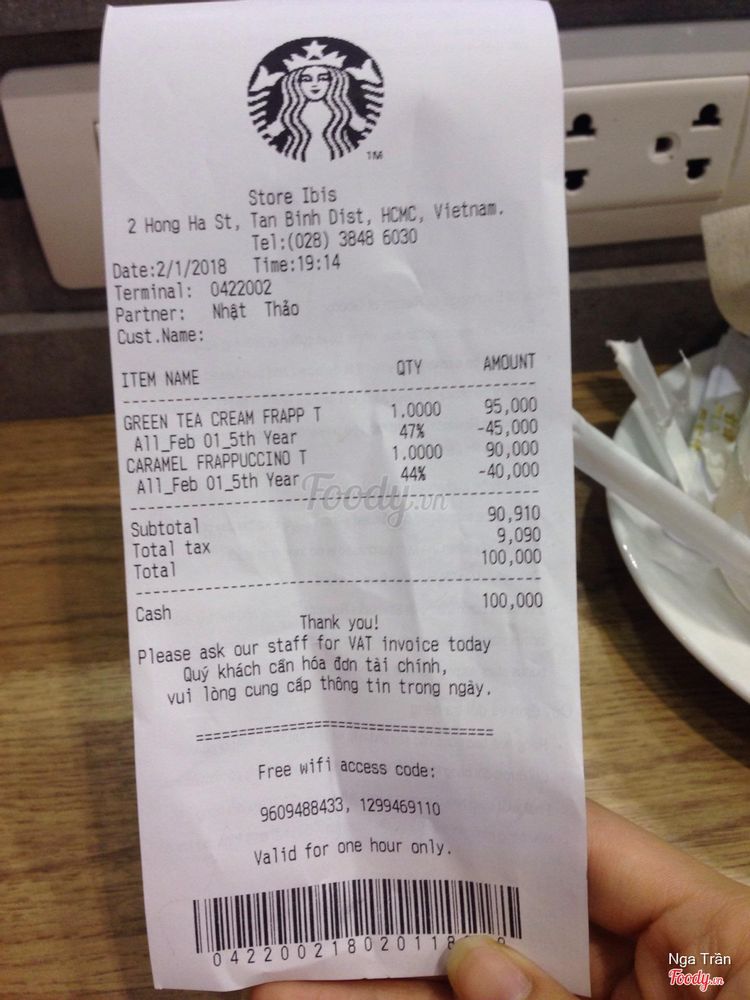 TM
Store Ibis
2 Hong Ha St, Tan Binh Dist, HCMC, Vietnam.
Tel:(028) 3848 6030
Date:2/1/2018 Time:19:14
Terminal: 0422002
Partner: Nhật Thảo
Cust.Name:
ITEM NAME QTY AMOUNT
GREEN TEA CREAM FRAPP T 1.0000 95,000
All_Feb 01_5th Year 47% -45,000
CARAMEL FRAPPUCCINO T 1.0000 90,000
All_Feb 01_5th Year 44% -40,000
Foody.vn
Subtotal 90,910
Total tax 9,090
Total 100,000
Cash 100,000
Thank you!
Please ask our staff for VAT invoice today
Quý khách cần hóa đơn tài chính,
vui lòng cung cấp thông tin trong ngày.
Free wifi access code:
9609488433, 1299469110
Valid for one hour only.
Nga Trần
Foody.vn